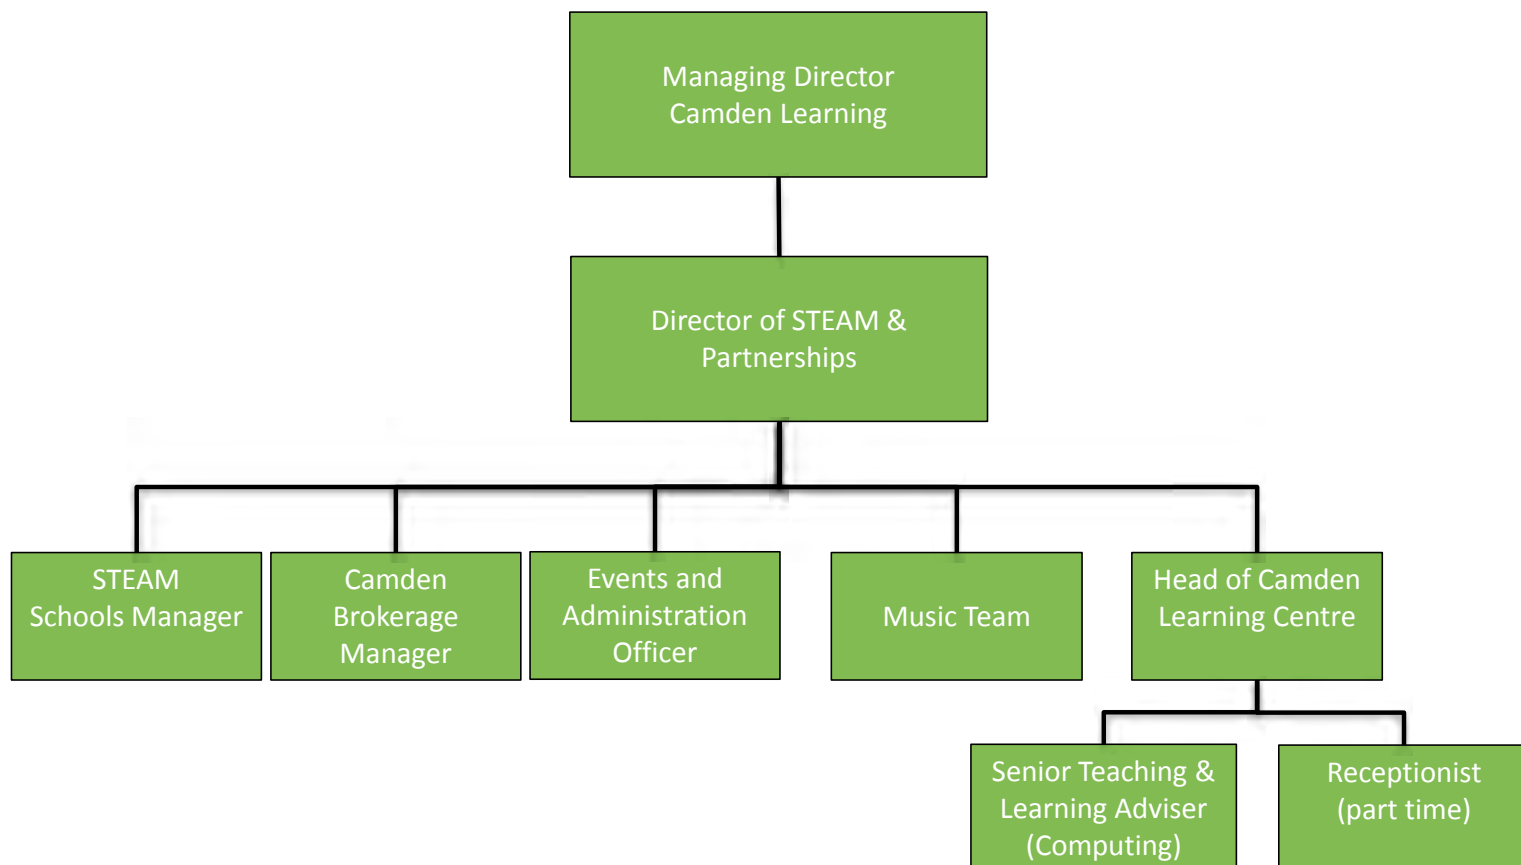 Managing Director
Camden Learning
Director of STEAM &
Partnerships
STEAM
Schools Manager
Camden
Brokerage
Manager
Events and
Administration
Officer
Music Team
Head of Camden
Learning Centre
Senior Teaching &
Learning Adviser
(Computing)
Receptionist
(part time)